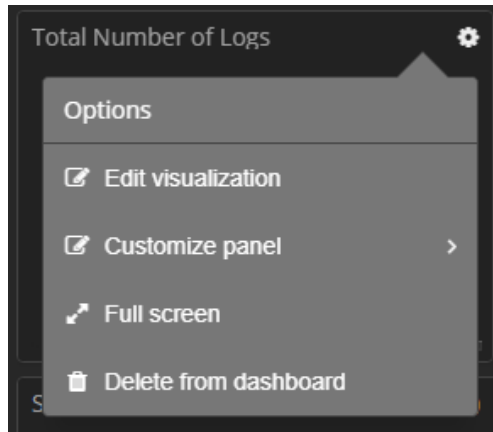 Total Number of Logs
Options
Edit visualization
Customize panel
Full screen
Delete from dashboard
S